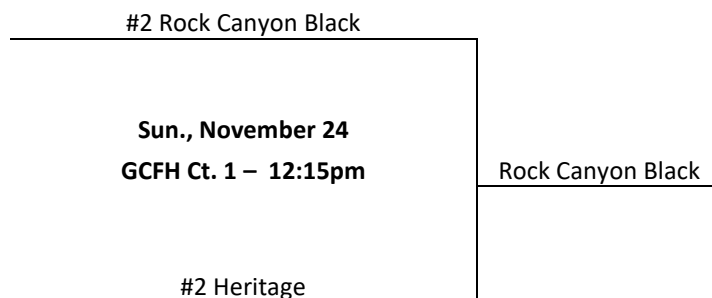 #2 Rock Canyon Black
Sun., November 24
GCFH Ct. 1 – 12:15pm
Rock Canyon Black
#2 Heritage